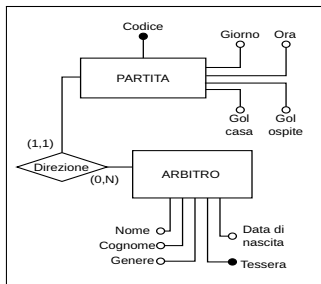 Codice
Giorno
Ora
PARTITA
Gol
casa
Gol
ospite
(1,1)
Direzione
(0,N)
ARBITRO
Nome
Cognome
Genere
Data di
nascita
Tessera